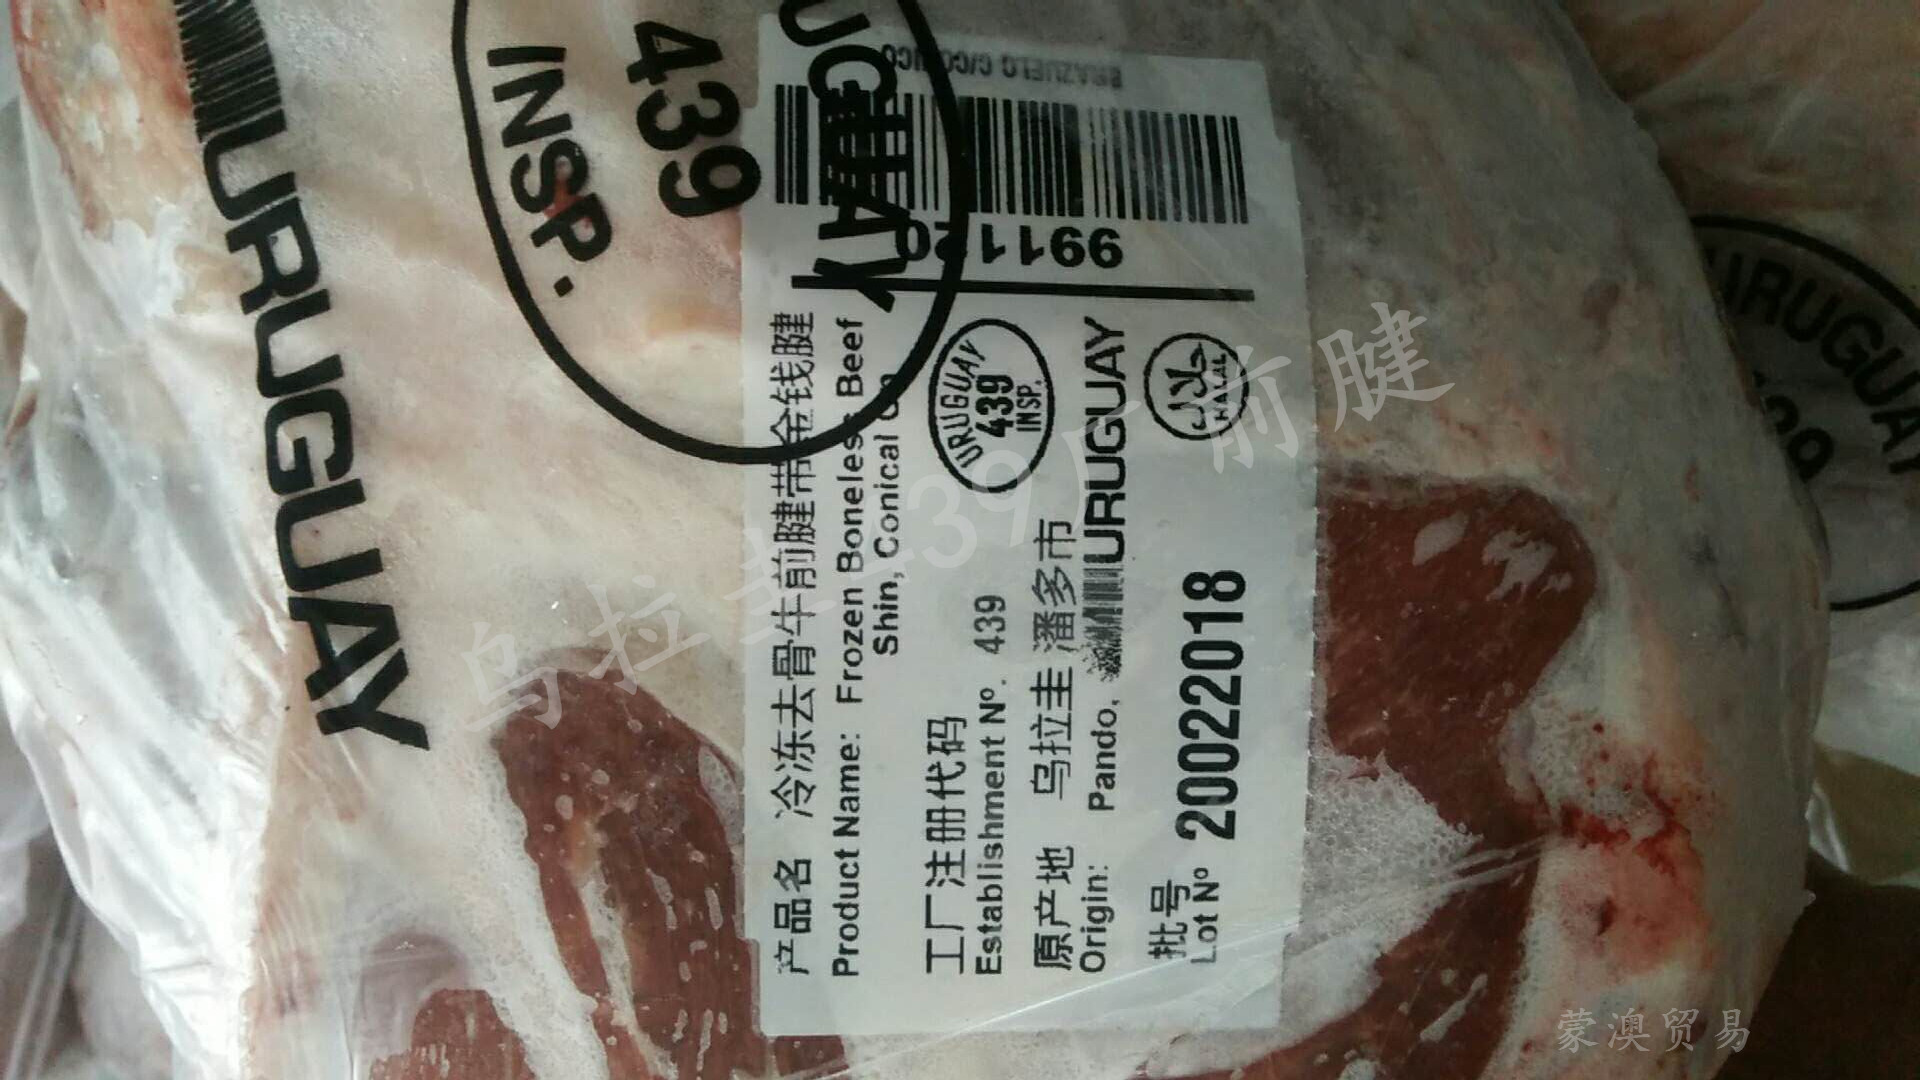 URUGUAY
439
INSP.
BRAZUELO C/CONICO
产品名 冷冻去骨牛前腱带金钱腱
Product Name: Frozen Boneless Beef
Shin, Conical
工厂注册代码
Establishment Nº. 439
URUGUAY
439
INSP.
原产地 乌拉圭潘多市
Origin: Pando, URUGUAY
批号
Lot Nº 20022018
HALAL
حلال
URUGUAY
URUGUAY
乌拉圭439厂前腱
蒙澳贸易